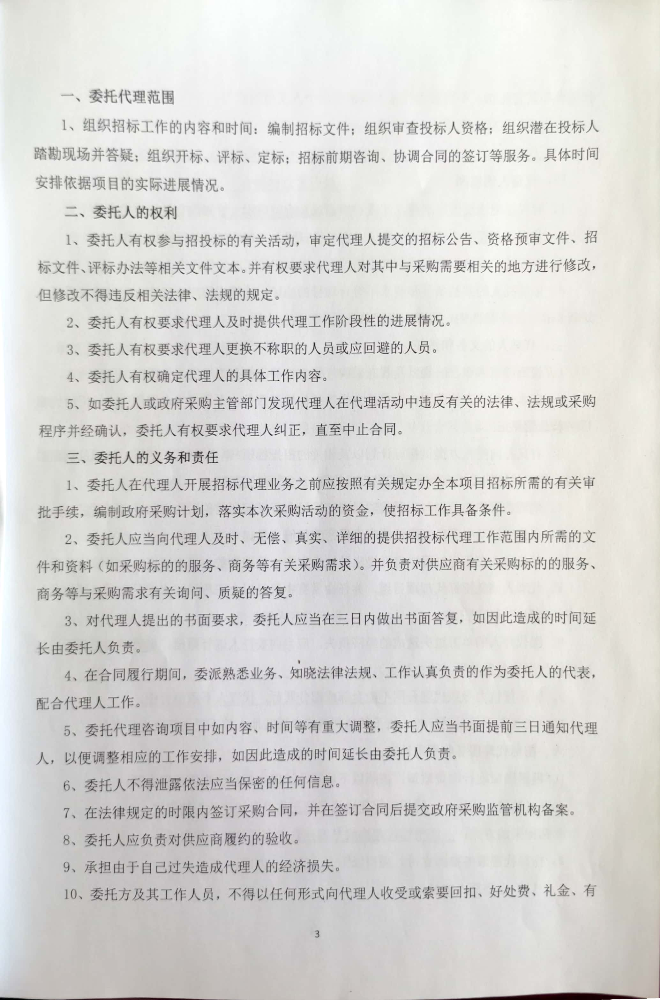 一、委托代理范围
1、组织招标工作的内容和时间：编制招标文件；组织审查投标人资格；组织潜在投标人
踏勘现场并答疑；组织开标、评标、定标；招标前期咨询、协调合同的签订等服务。具体时间
安排依据项目的实际进展情况。
二、委托人的权利
1、委托人有权参与招投标的有关活动，审定代理人提交的招标公告、资格预审文件、招
标文件、评标办法等相关文件文本。并有权要求代理人对其中与采购需要相关的地方进行修改，
但修改不得违反相关法律、法规的规定。
2、委托人有权要求代理人及时提供代理工作阶段性的进展情况。
3、委托人有权要求代理人更换不称职的人员或应回避的人员。
4、委托人有权确定代理人的具体工作内容。
5、如委托人或政府采购主管部门发现代理人在代理活动中违反有关的法律、法规或采购
程序并经确认，委托人有权要求代理人纠正，直至中止合同。
三、委托人的义务和责任
1、委托人在代理人开展招标代理业务之前应按照有关规定办全本项目招标所需的有关审
批手续，编制政府采购计划，落实本次采购活动的资金，使招标工作具备条件。
2、委托人应当向代理人及时、无偿、真实、详细的提供招投标代理工作范围内所需的文
件和资料（如采购标的的服务、商务等有关采购需求）。并负责对供应商有关采购标的的服务、
商务等与采购需求有关询问、质疑的答复。
3、对代理人提出的书面要求，委托人应当在三日内做出书面答复，如因此造成的时间延
长由委托人负责。
4、在合同履行期间，委派熟悉业务、知晓法律法规、工作认真负责的作为委托人的代表，
配合代理人工作。
5、委托代理咨询项目中如内容、时间等有重大调整，委托人应当书面提前三日通知代理
人，以便调整相应的工作安排，如因此造成的时间延长由委托人负责。
6、委托人不得泄露依法应当保密的任何信息。
7、在法律规定的时限内签订采购合同，并在签订合同后提交政府采购监管机构备案。
8、委托人应负责对供应商履约的验收。
9、承担由于自己过失造成代理人的经济损失。
10、委托方及其工作人员，不得以任何形式向代理人收受或索要回扣、好处费、礼金、有
3